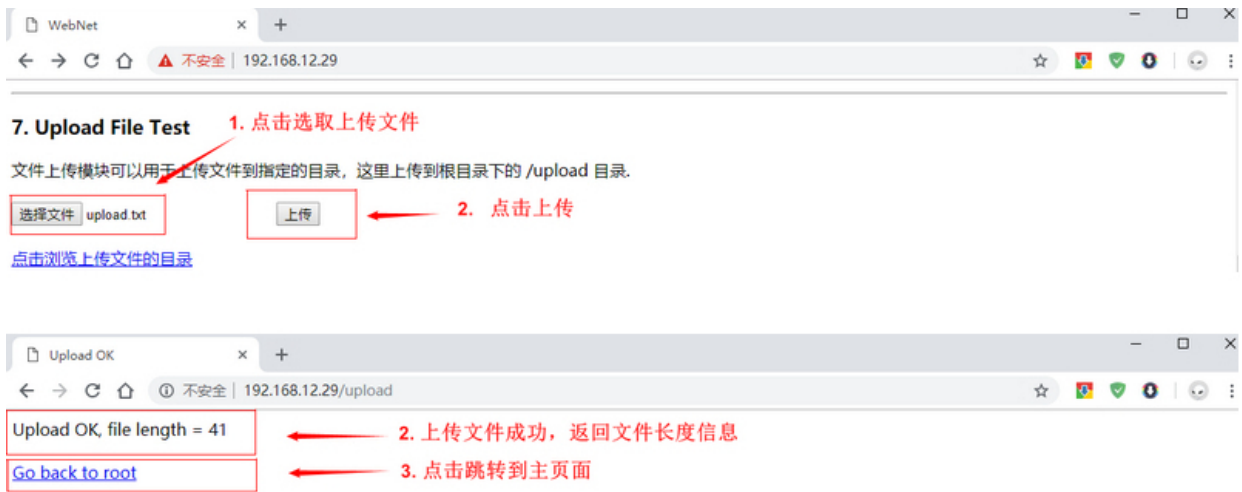 WebNet
不安全 | 192.168.12.29
7. Upload File Test
1. 点击选取上传文件
文件上传模块可以用于上传文件到指定的目录，这里上传到根目录下的 /upload 目录.
选择文件 upload.txt
上传
2. 点击上传
点击浏览上传文件的目录
Upload OK
不安全 | 192.168.12.29/upload
Upload OK, file length = 41
2. 上传文件成功，返回文件长度信息
Go back to root
3. 点击跳转到主页面